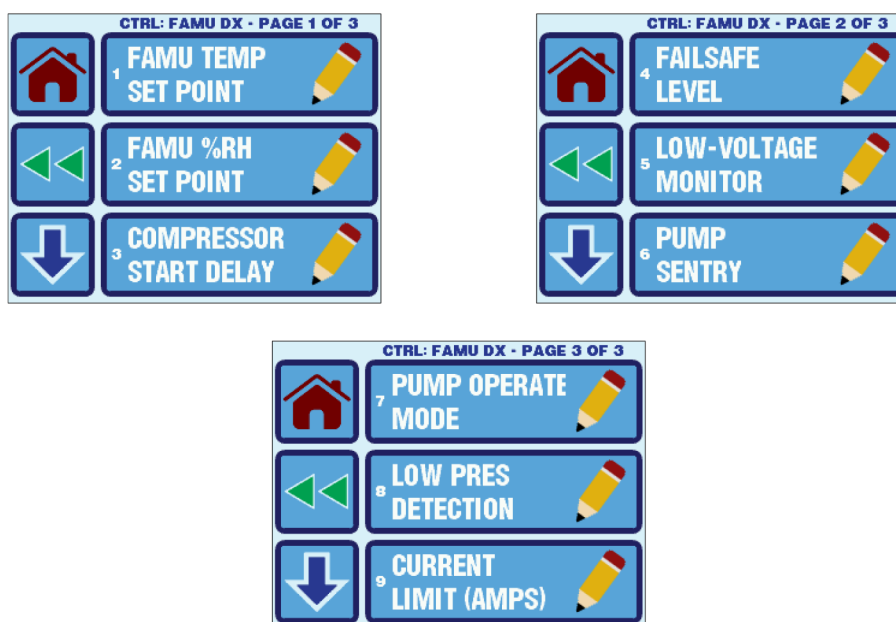 CTRL: FAMU DX - PAGE 1 OF 3
1 FAMU TEMP
SET POINT
2 FAMU %RH
SET POINT
3 COMPRESSOR
START DELAY
CTRL: FAMU DX - PAGE 2 OF 3
4 FAILSAFE
LEVEL
5 LOW-VOLTAGE
MONITOR
6 PUMP
SENTRY
CTRL: FAMU DX - PAGE 3 OF 3
7 PUMP OPERATE
MODE
8 LOW PRES
DETECTION
9 CURRENT
LIMIT (AMPS)